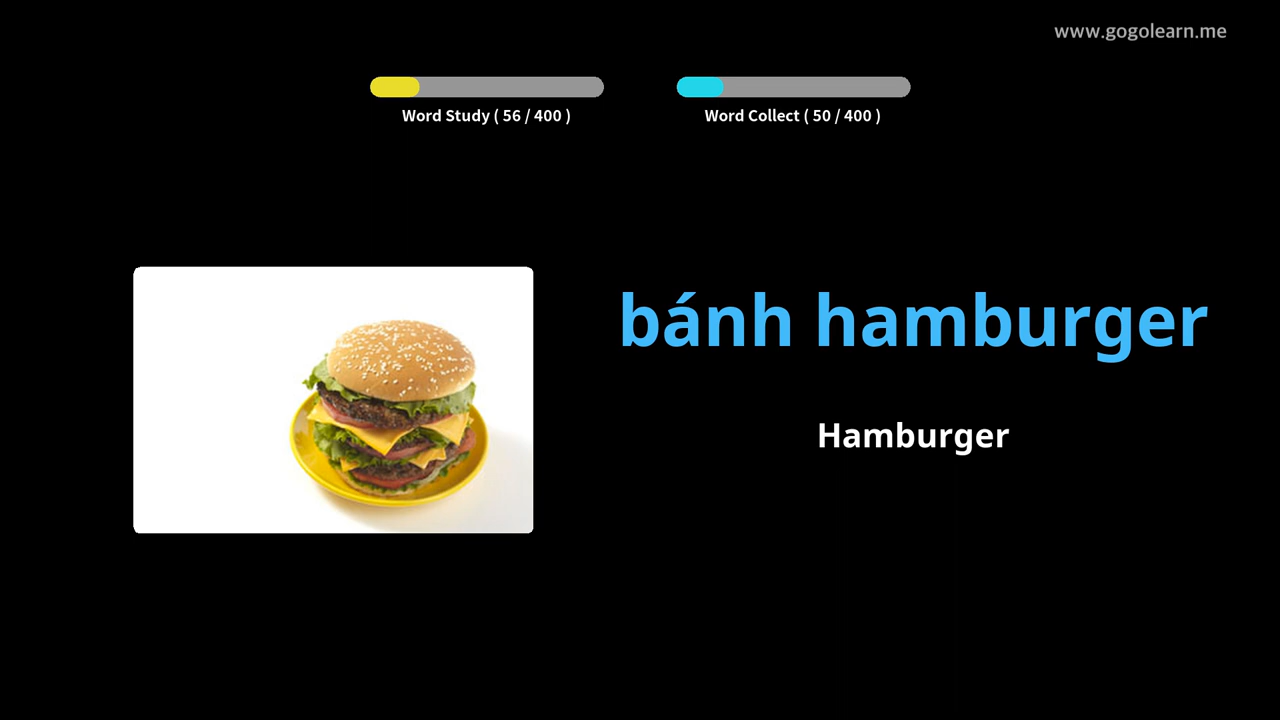 www.gogolearn.me
Word Study ( 56 / 400 )
Word Collect ( 50 / 400 )
bánh hamburger
Hamburger